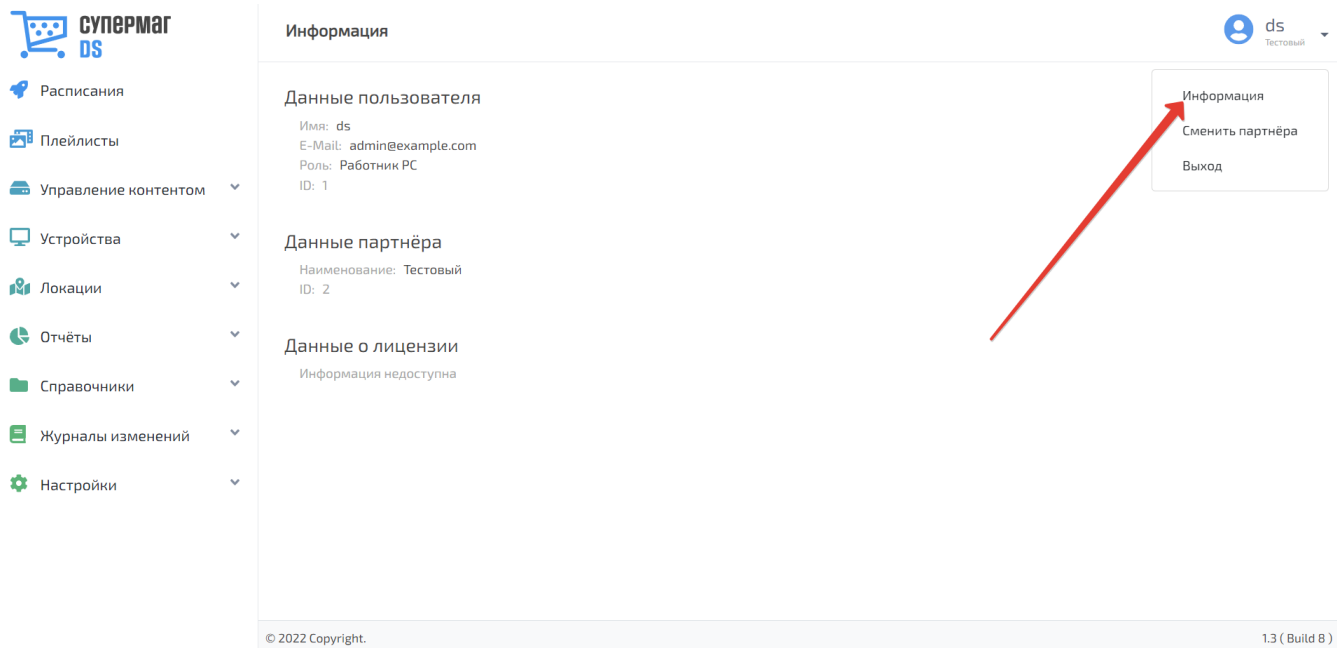 СУПЕРМАГ
DS
Расписания
Плейлисты
Управление контентом
Устройства
Локации
Отчёты
Справочники
Журналы изменений
Настройки
Информация
ds
Тестовый
Информация
Сменить партнёра
Выход
Данные пользователя
Имя: ds
E-Mail: admin@example.com
Роль: Работник РС
ID: 1
Данные партнёра
Наименование: Тестовый
ID: 2
Данные о лицензии
Информация недоступна
© 2022 Copyright.
1.3 ( Build 8 )